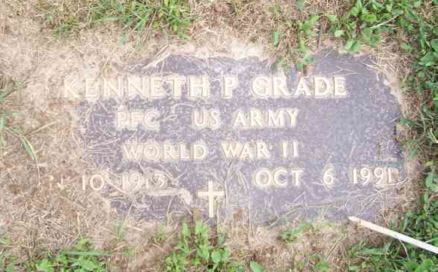 KENNETH P GRADE
PFC US ARMY
WORLD WAR II
10 1913 OCT 6 1991